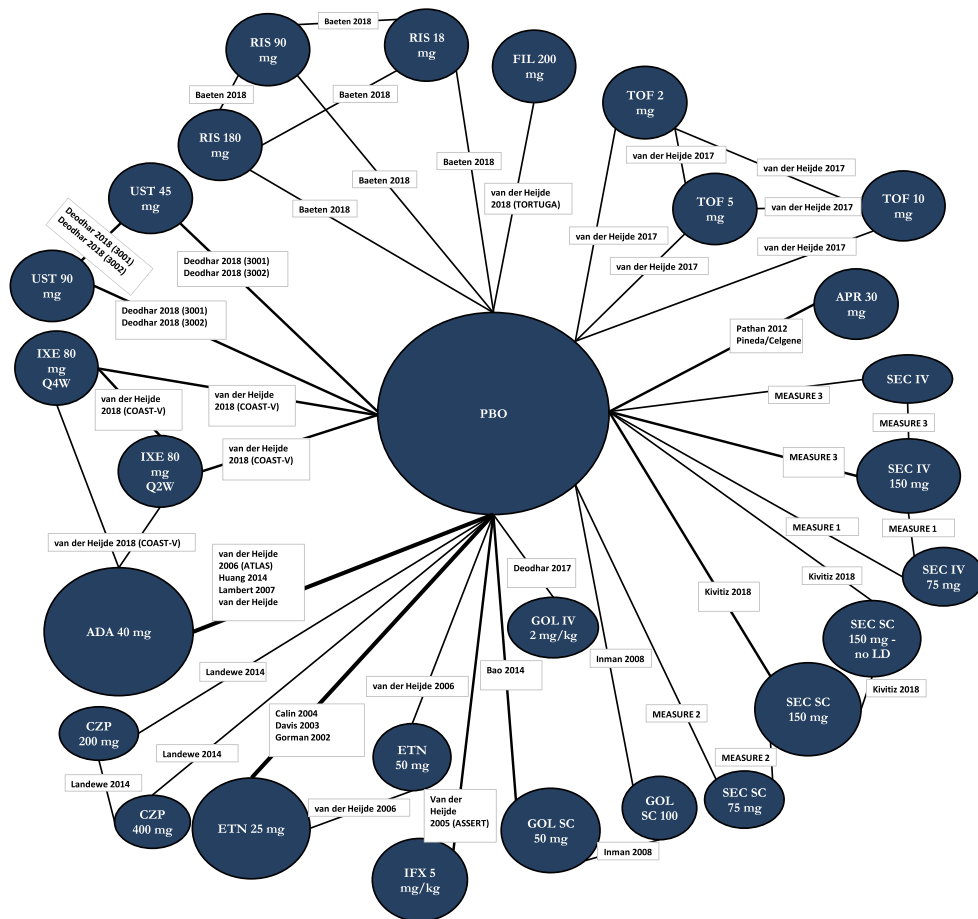 Baeten 2018
RIS 90
mg
RIS 18
mg
FIL 200
mg
Baeten 2018
Baeten 2018
TOF 2
mg
RIS 180
mg
Baeten 2018
Baeten 2018
Baeten 2018
van der Heijde
2018 (TORTUGA)
van der Heijde 2017
van der Heijde 2017
TOF 5
mg
van der Heijde 2017
TOF 10
mg
van der Heijde 2017
van der Heijde 2017
van der Heijde 2017
UST 45
mg
Deodhar 2018 (3001)
Deodhar 2018 (3002)
Deodhar 2018 (3001)
Deodhar 2018 (3002)
UST 90
mg
Deodhar 2018 (3001)
Deodhar 2018 (3002)
APR 30
mg
Pathan 2012
Pineda/Celgene
IXE 80
mg
Q4W
van der Heijde
2018 (COAST-V)
van der Heijde
2018 (COAST-V)
PBO
SEC IV
MEASURE 3
MEASURE 3
IXE 80
mg
Q2W
van der Heijde
2018 (COAST-V)
MEASURE 3
SEC IV
150 mg
MEASURE 1
MEASURE 1
van der Heijde 2018 (COAST-V)
SEC IV
75 mg
Kivitiz 2018
Kivitiz 2018
ADA 40 mg
van der Heijde
2006 (ATLAS)
Huang 2014
Lambert 2007
van der Heijde
Deodhar 2017
GOL IV
2 mg/kg
SEC SC
150 mg -
no LD
Inman 2008
Landewe 2014
van der Heijde 2006
Bao 2014
Kivitiz 2018
SEC SC
150 mg
MEASURE 2
CZP
200 mg
Calin 2004
Davis 2003
Gorman 2002
Landewe 2014
ETN
50 mg
MEASURE 2
Landewe 2014
SEC SC
75 mg
CZP
400 mg
ETN 25 mg
van der Heijde 2006
Van der
Heijde
2005 (ASSERT)
GOL SC
50 mg
GOL
SC 100
Inman 2008
IFX 5
mg/kg